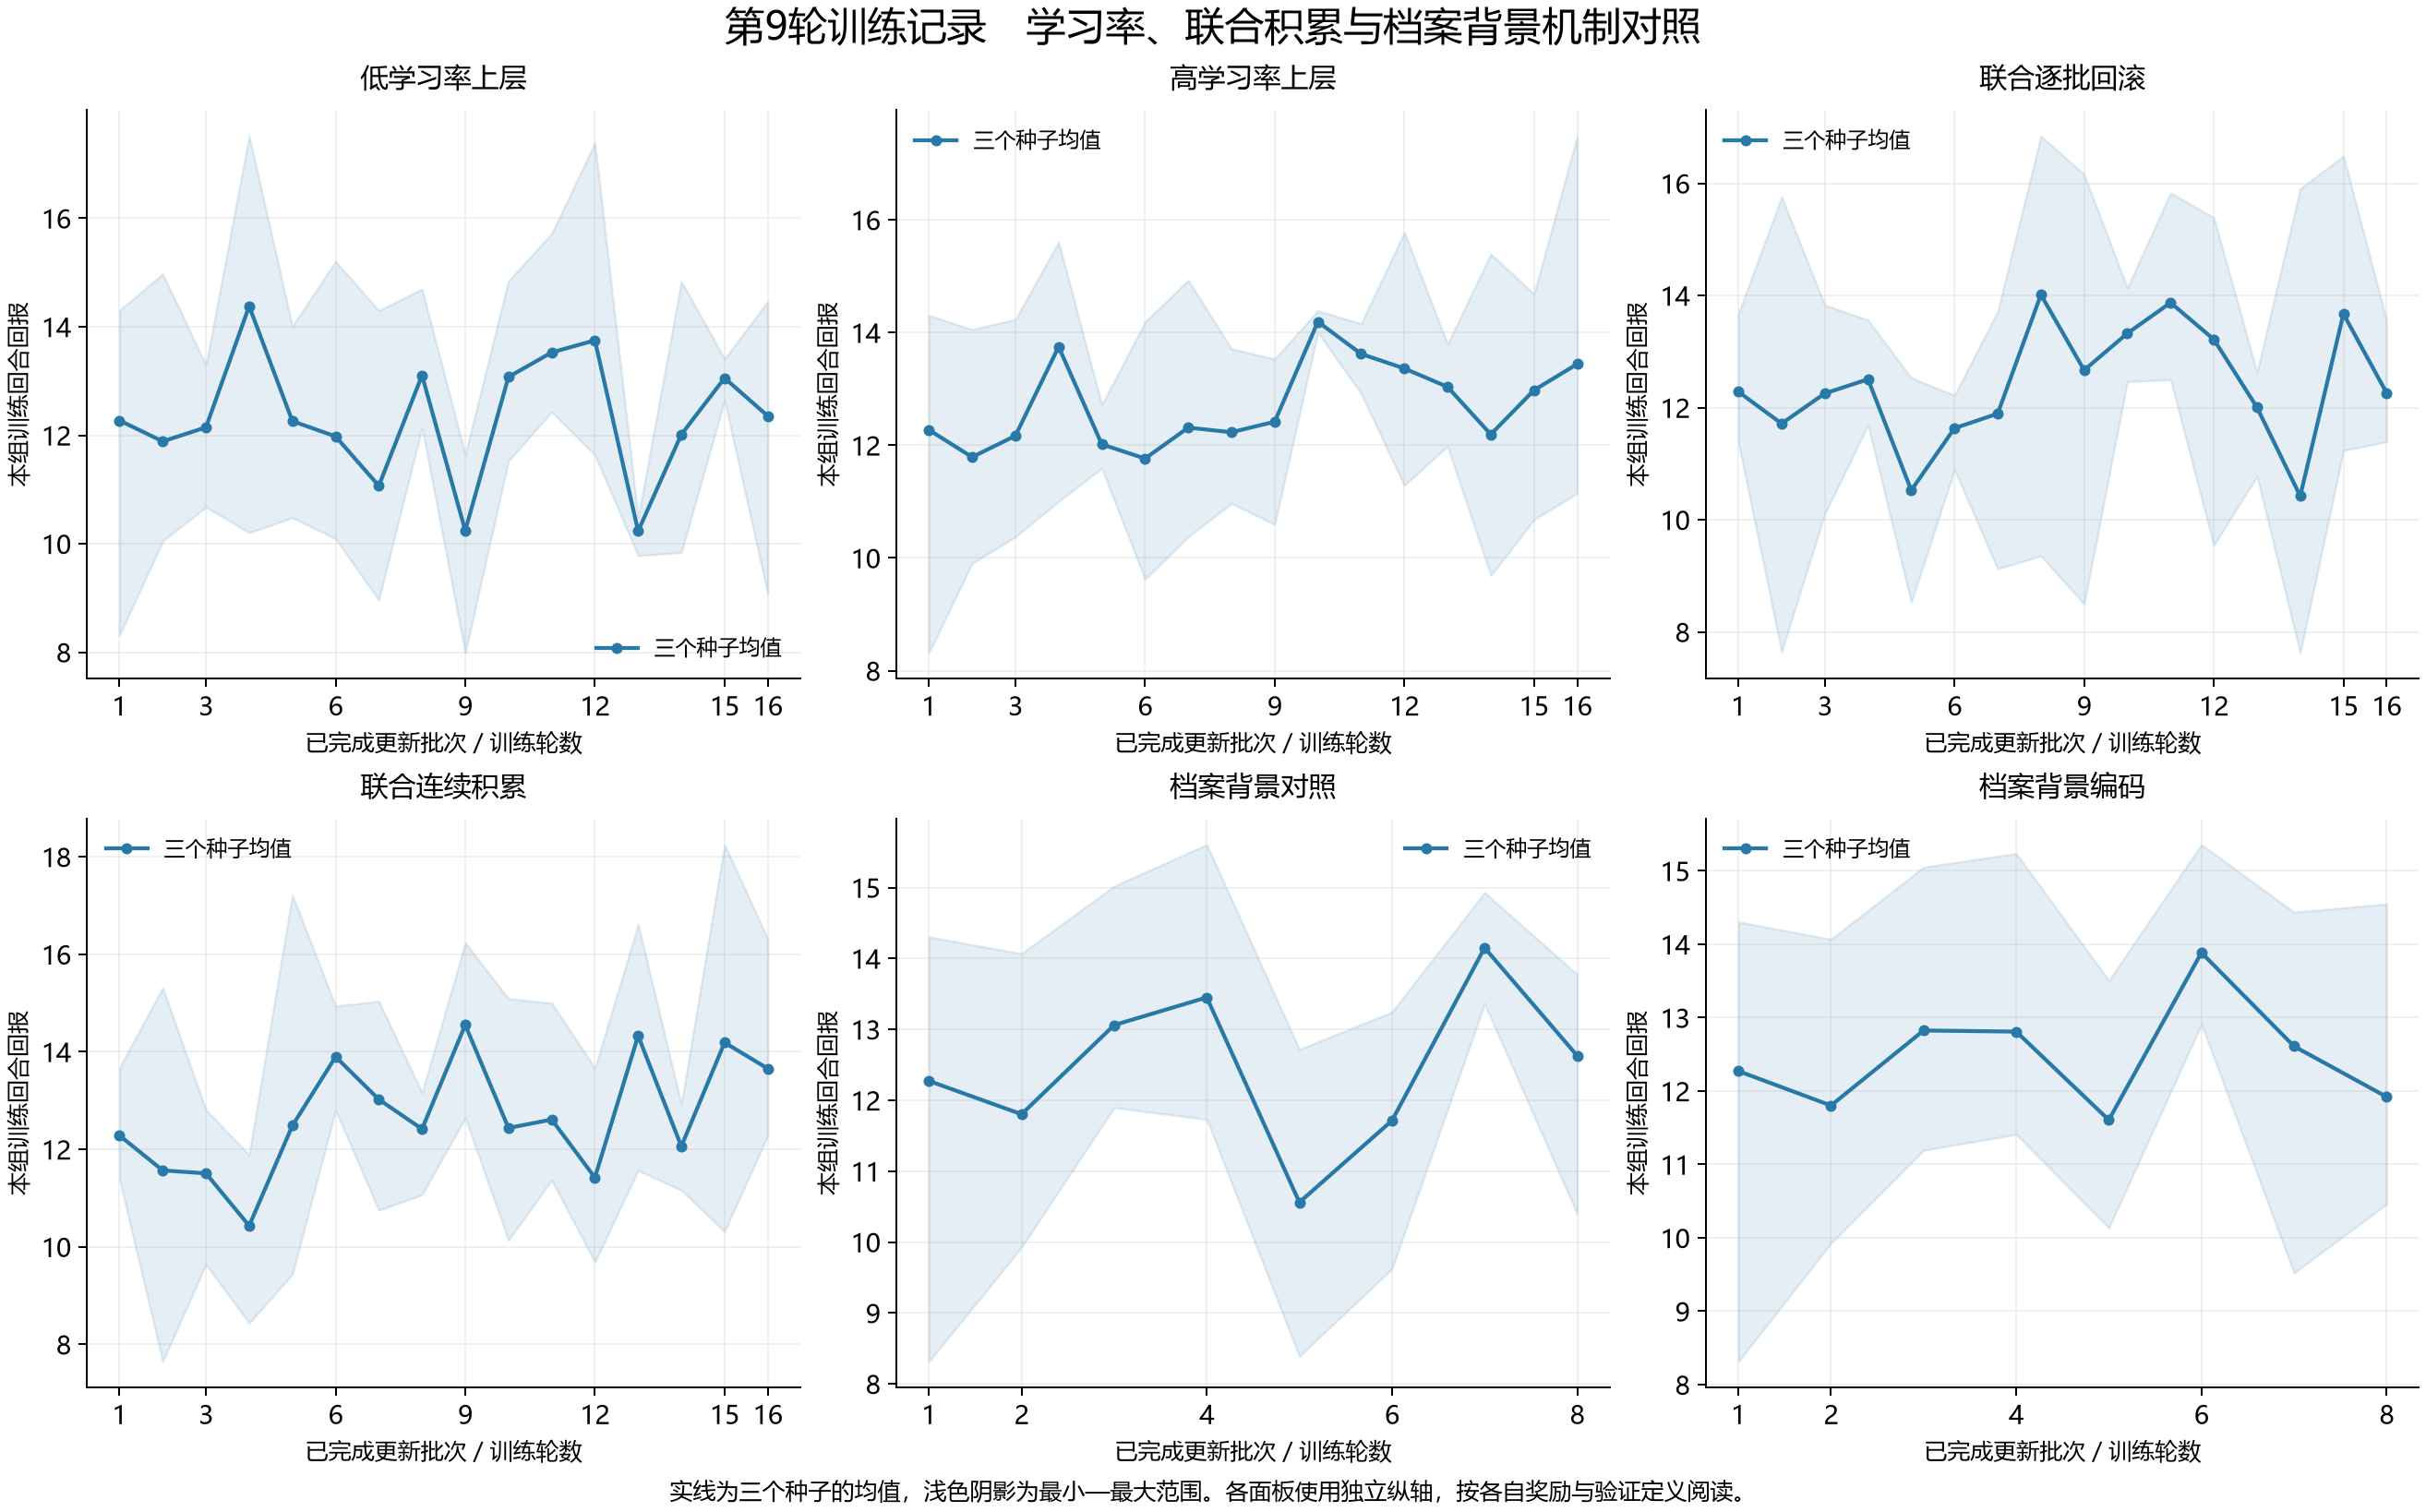 第9轮训练记录　学习率、联合积累与档案背景机制对照
低学习率上层
本组训练回合回报
16
14
12
10
8
三个种子均值
1 3 6 9 12 15 16
已完成更新批次 / 训练轮数
高学习率上层
三个种子均值
本组训练回合回报
16
14
12
10
8
1 3 6 9 12 15 16
已完成更新批次 / 训练轮数
联合逐批回滚
三个种子均值
本组训练回合回报
16
14
12
10
8
1 3 6 9 12 15 16
已完成更新批次 / 训练轮数
联合连续积累
三个种子均值
本组训练回合回报
18
16
14
12
10
8
1 3 6 9 12 15 16
已完成更新批次 / 训练轮数
档案背景对照
三个种子均值
本组训练回合回报
15
14
13
12
11
10
9
8
1 2 4 6 8
已完成更新批次 / 训练轮数
档案背景编码
三个种子均值
本组训练回合回报
15
14
13
12
11
10
9
8
1 2 4 6 8
已完成更新批次 / 训练轮数
实线为三个种子的均值，浅色阴影为最小—最大范围。各面板使用独立纵轴，按各自奖励与验证定义阅读。